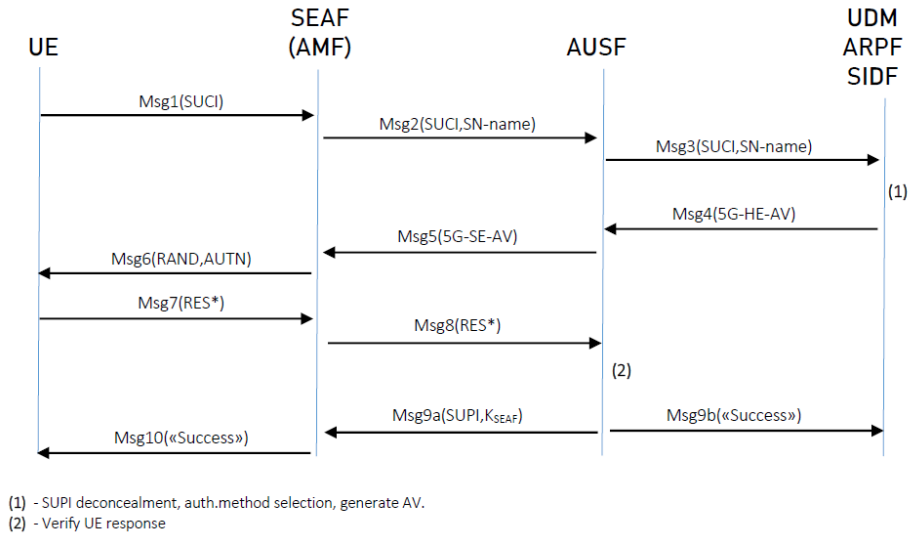 UE
SEAF
(AMF)
AUSF
UDM
ARPF
SIDF
Msg1(SUCI)
Msg2(SUCI,SN-name)
Msg3(SUCI,SN-name)
(1)
Msg4(5G-HE-AV)
Msg5(5G-SE-AV)
Msg6(RAND,AUTN)
Msg7(RES*)
Msg8(RES*)
(2)
Msg9a(SUPI,KSEAF)
Msg9b(«Success»)
Msg10(«Success»)
(1) - SUPI deconcealment, auth.method selection, generate AV.
(2) - Verify UE response